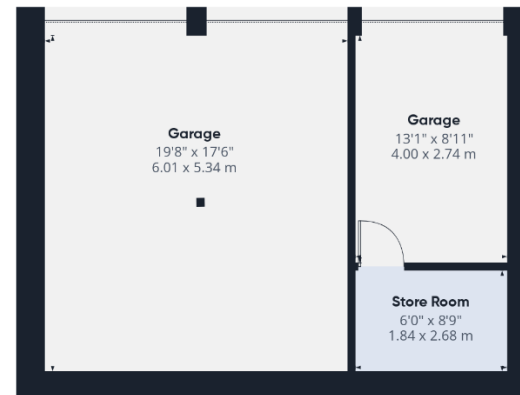 Garage
19'8" x 17'6"
6.01 x 5.34 m
Garage
13'1" x 8'11"
4.00 x 2.74 m
Store Room
6'0" x 8'9"
1.84 x 2.68 m